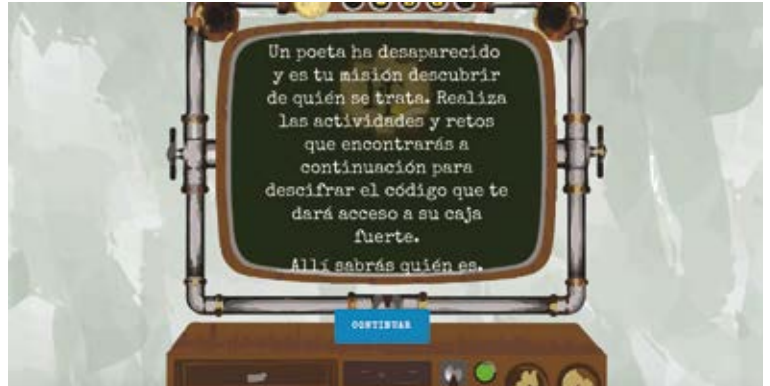 Un poeta ha desaparecido
y es tu misión descubrir
de quién se trata. Realiza
las actividades y retos
que encontrarás a
continuación para
descifrar el código que te
dará acceso a su caja
fuerte.
Allí sabrás quién es.
CONTINUAR